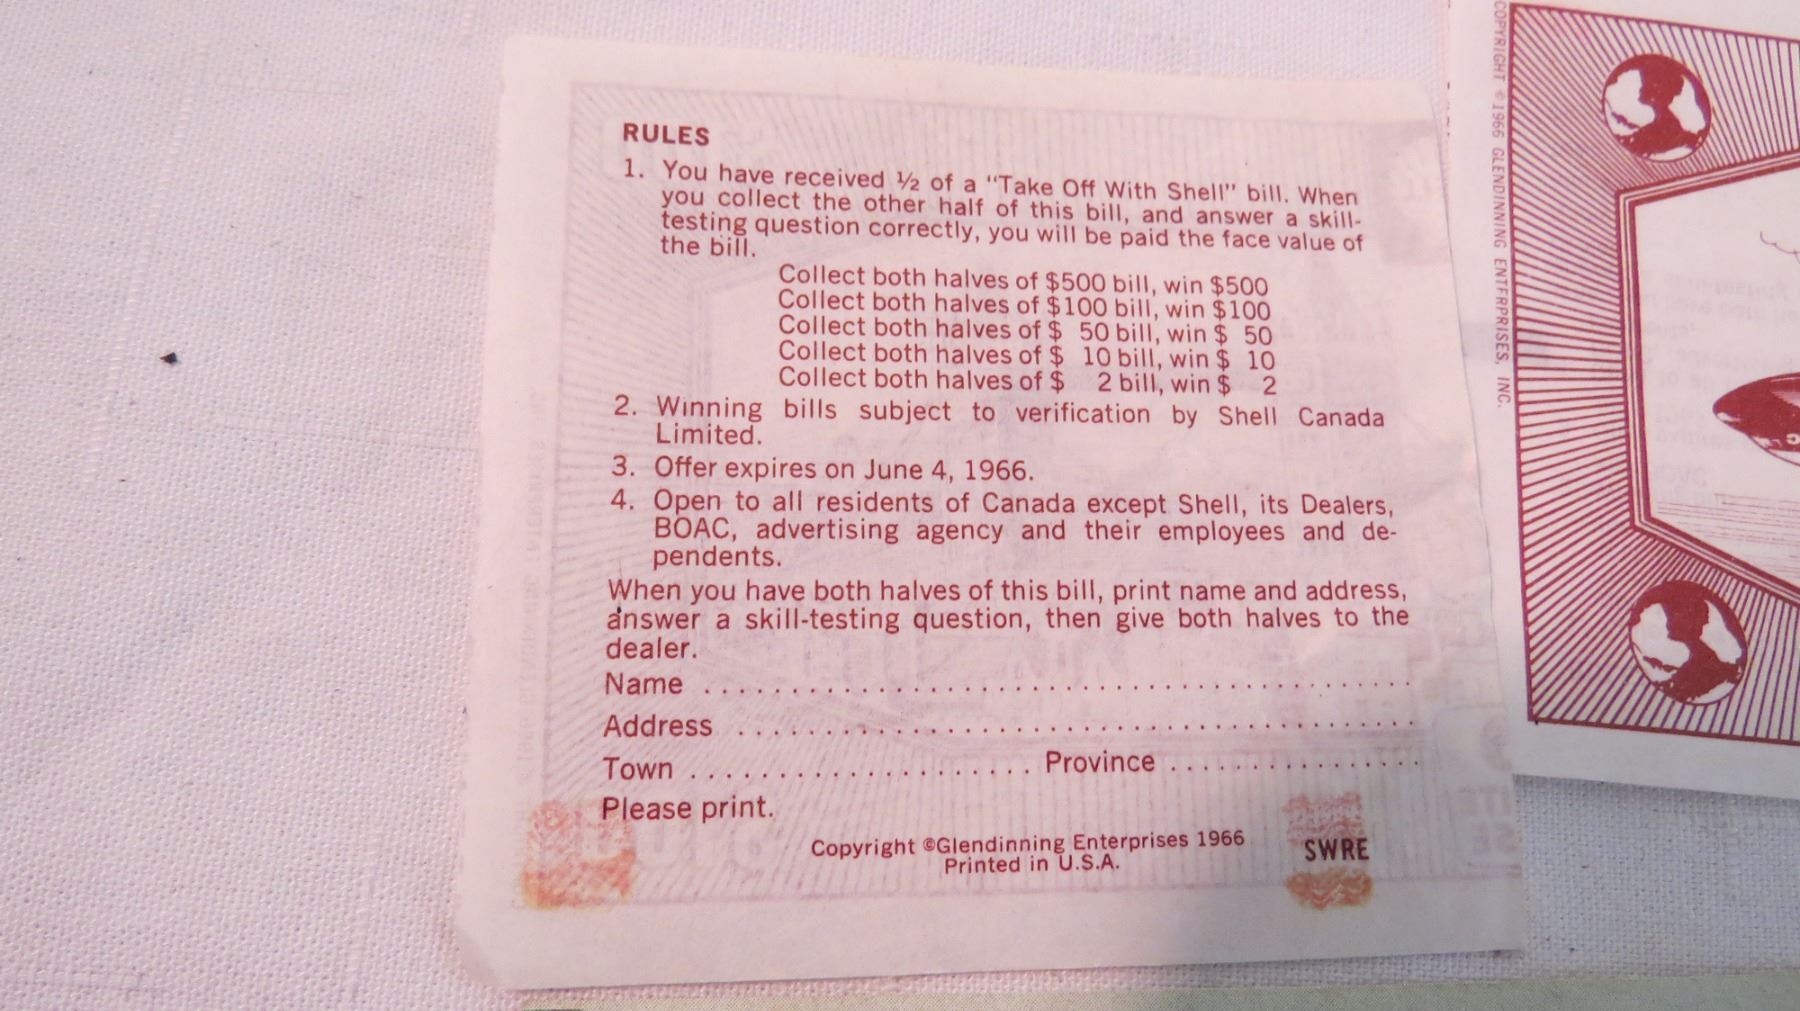 RULES
1. You have received ½ of a "Take Off With Shell" bill. When
you collect the other half of this bill, and answer a skill-
testing question correctly, you will be paid the face value of
the bill.
Collect both halves of $500 bill, win $500
Collect both halves of $100 bill, win $100
Collect both halves of $ 50 bill, win $ 50
Collect both halves of $ 10 bill, win $ 10
Collect both halves of $ 2 bill, win $ 2
2. Winning bills subject to verification by Shell Canada
Limited.
3. Offer expires on June 4, 1966.
4. Open to all residents of Canada except Shell, its Dealers,
BOAC, advertising agency and their employees and de-
pendents.
When you have both halves of this bill, print name and address,
answer a skill-testing question, then give both halves to the
dealer.
Name
Address
Town Province
Please print.
Copyright ©Glendinning Enterprises 1966
Printed in U.S.A.
SWRE
COPYRIGHT © 1966 GLENDINNING ENTERPRISES, INC.